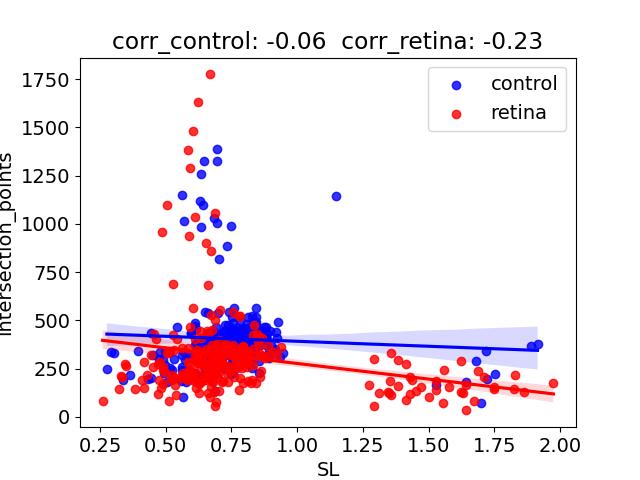 corr_control: -0.06  corr_retina: -0.23
control
retina
1750
1500
1250
1000
750
500
250
0
intersection_points
0.25 0.50 0.75 1.00 1.25 1.50 1.75 2.00
SL